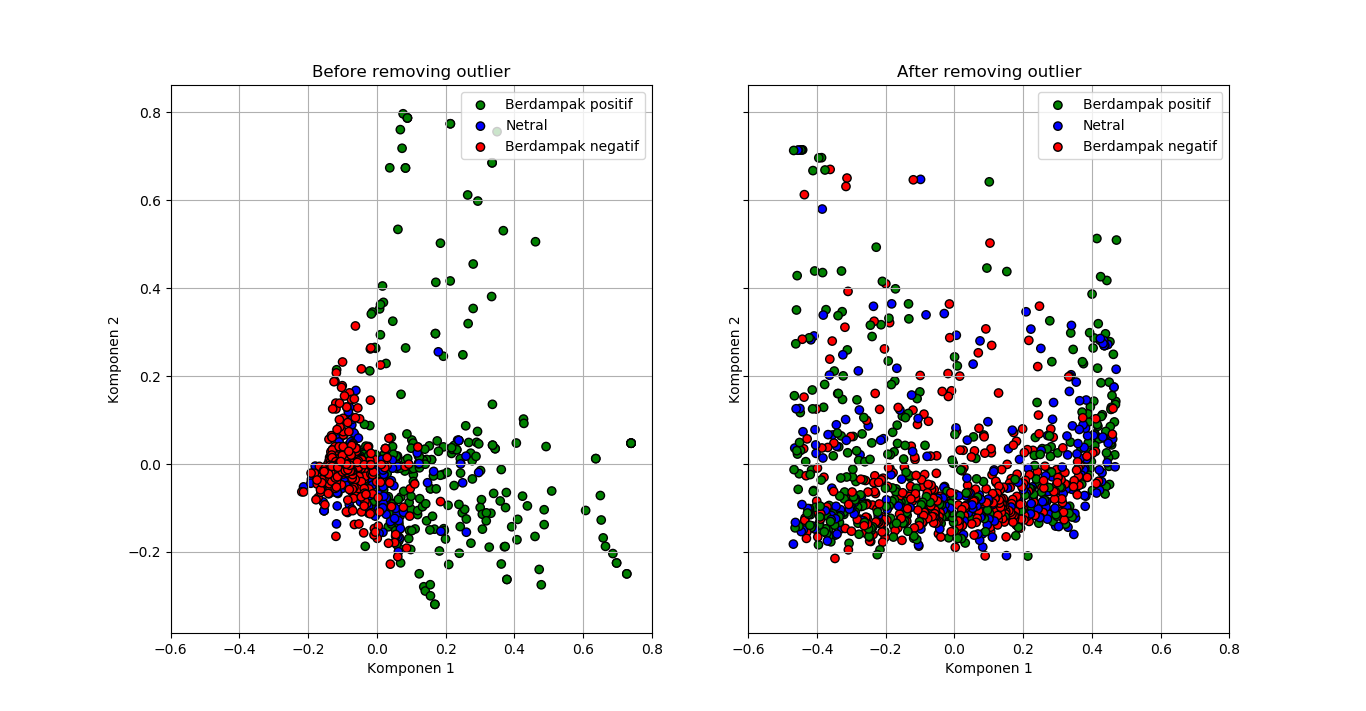 Before removing outlier
After removing outlier
Berdampak positif
Netral
Berdampak negatif
Berdampak positif
Netral
Berdampak negatif
0.8
0.6
0.4
0.2
0.0
−0.2
Komponen 2
Komponen 2
−0.6
−0.4
−0.2
0.0
0.2
0.4
0.6
0.8
−0.6
−0.4
−0.2
0.0
0.2
0.4
0.6
0.8
Komponen 1
Komponen 1